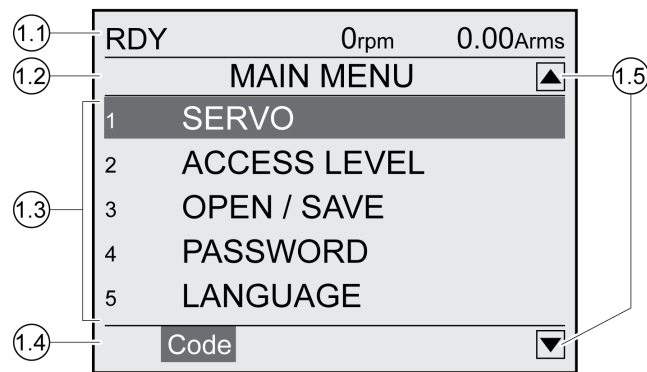 1.1 RDY 0rpm 0.00Arms
1.2 MAIN MENU 1.5
1 SERVO
2 ACCESS LEVEL
1.3 3 OPEN / SAVE
4 PASSWORD
5 LANGUAGE
1.4 Code